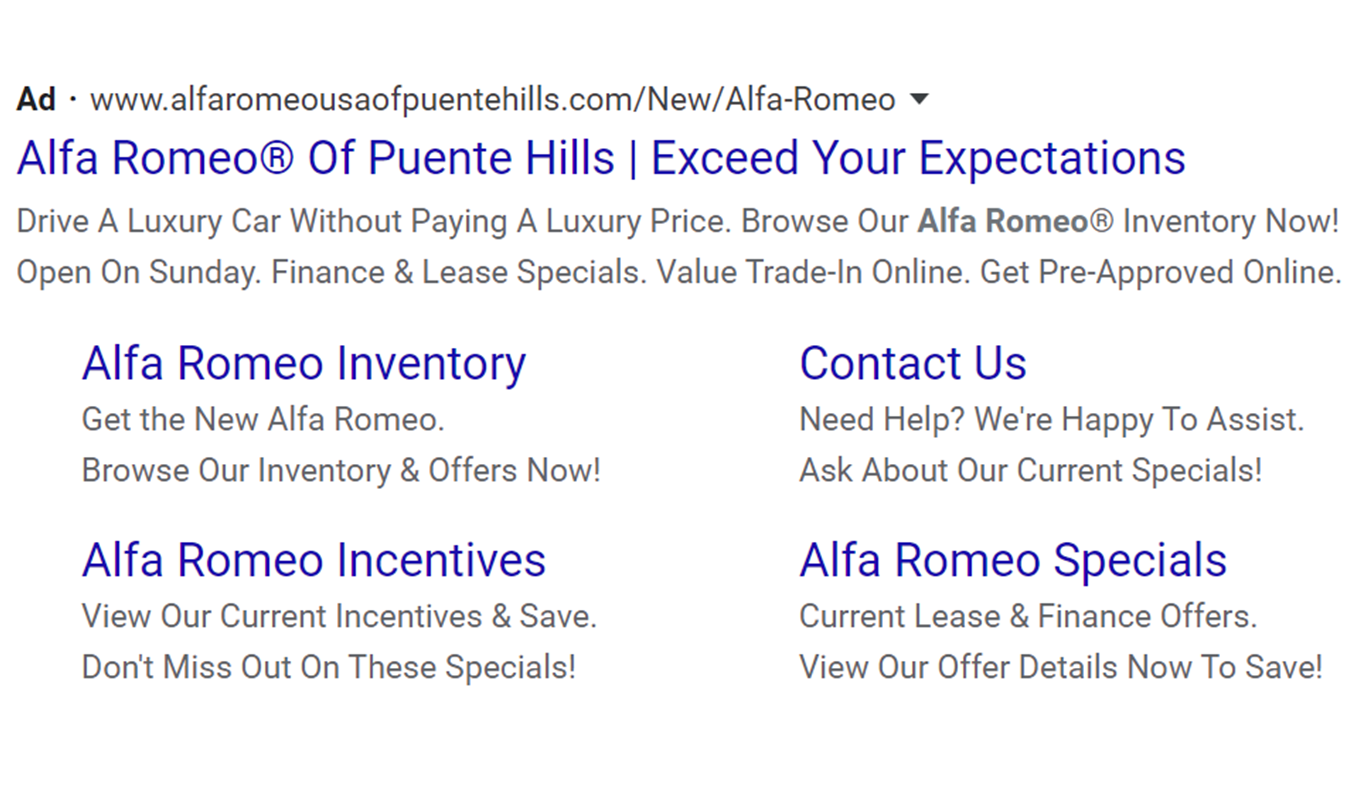 Ad · www.alfaromeousaofpuentehills.com/New/Alfa-Romeo
Alfa Romeo® Of Puente Hills | Exceed Your Expectations
Drive A Luxury Car Without Paying A Luxury Price. Browse Our Alfa Romeo® Inventory Now!
Open On Sunday. Finance & Lease Specials. Value Trade-In Online. Get Pre-Approved Online.
Alfa Romeo Inventory
Get the New Alfa Romeo.
Browse Our Inventory & Offers Now!
Contact Us
Need Help? We're Happy To Assist.
Ask About Our Current Specials!
Alfa Romeo Incentives
View Our Current Incentives & Save.
Don't Miss Out On These Specials!
Alfa Romeo Specials
Current Lease & Finance Offers.
View Our Offer Details Now To Save!